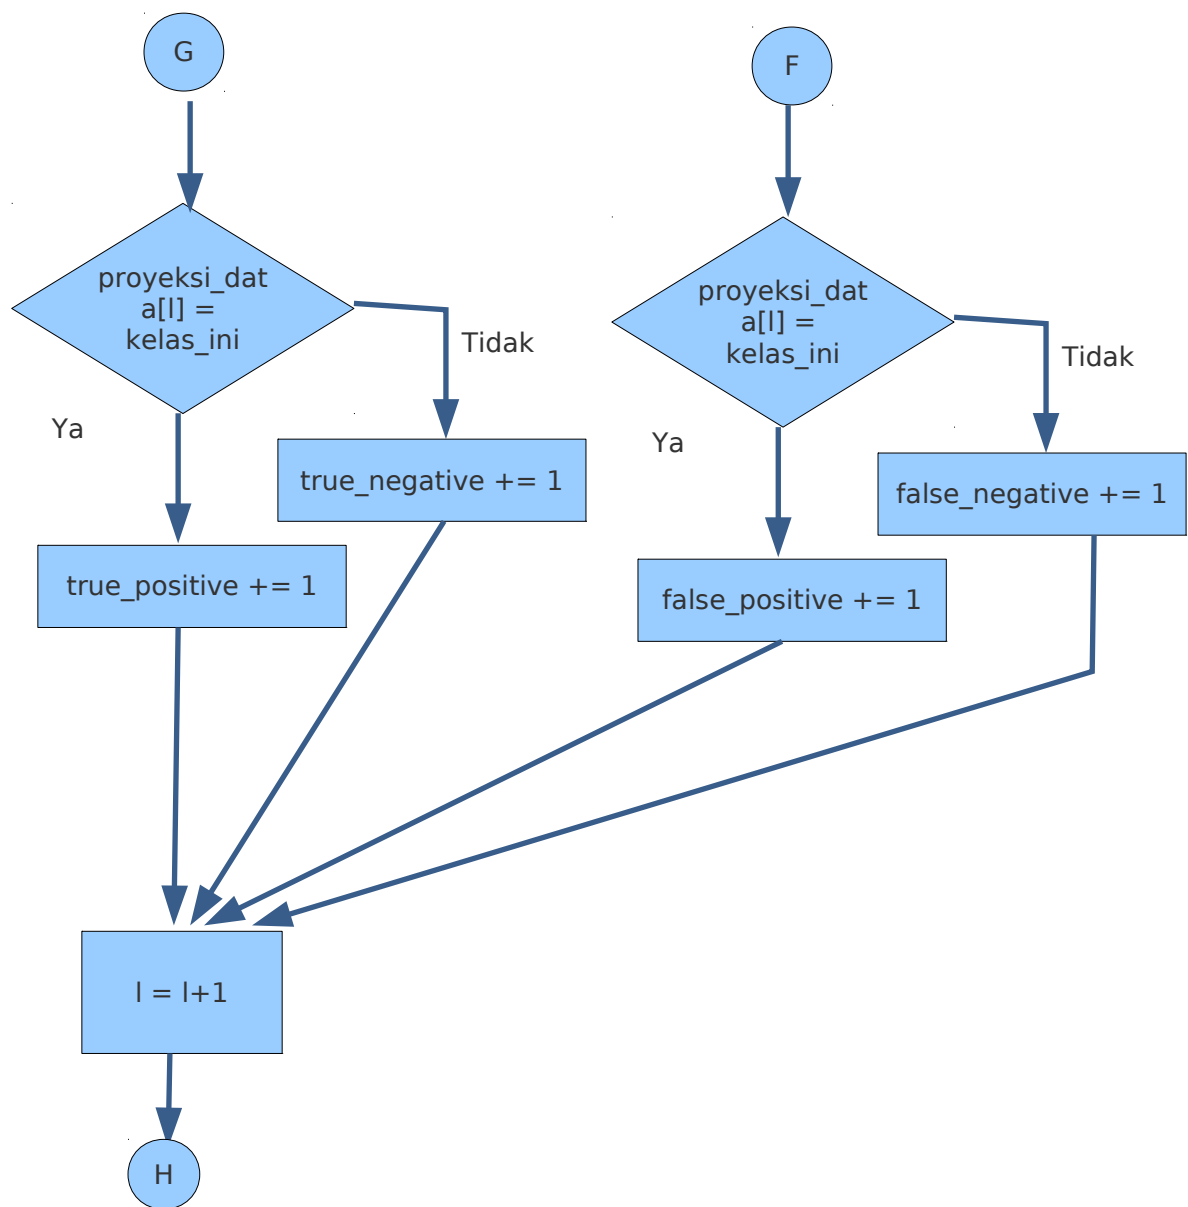 G
F
proyeksi_dat
a[l] =
kelas_ini
Tidak
Ya
proyeksi_dat
a[l] =
kelas_ini
Tidak
Ya
true_negative += 1
false_negative += 1
true_positive += 1
false_positive += 1
l = l+1
H